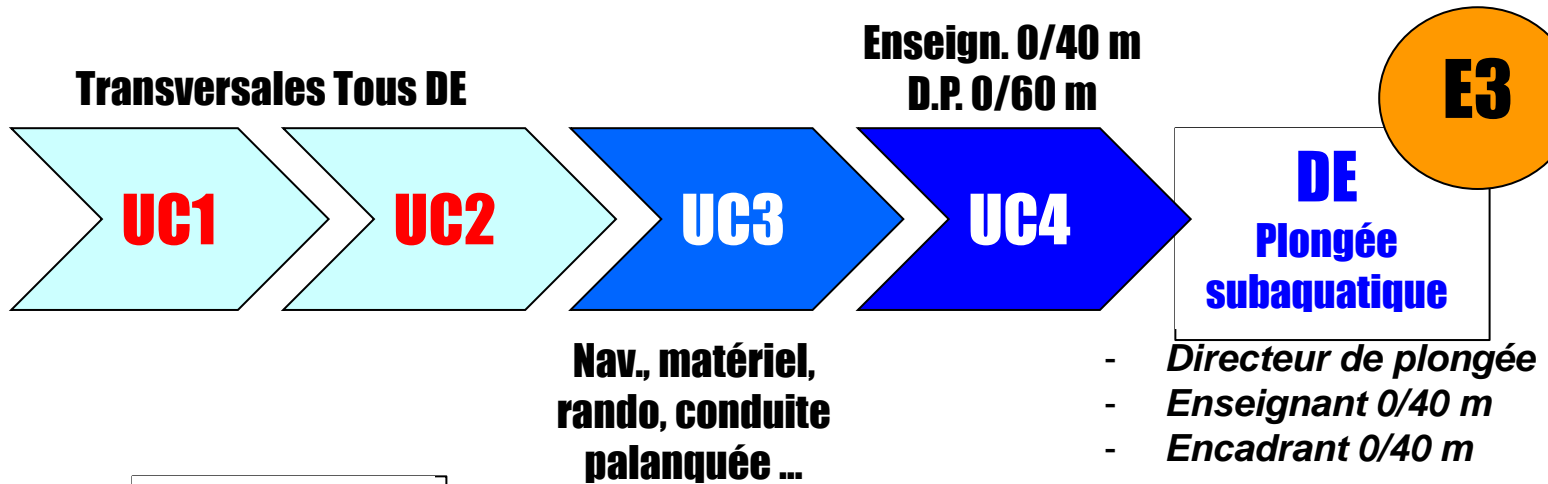 Enseign. 0/40 m
D.P. 0/60 m
Transversales Tous DE
E3
UC1
UC2
UC3
UC4
DE
Plongée
subaquatique
Nav., matériel,
rando, conduite
palanquée ...
- Directeur de plongée
- Enseignant 0/40 m
- Encadrant 0/40 m